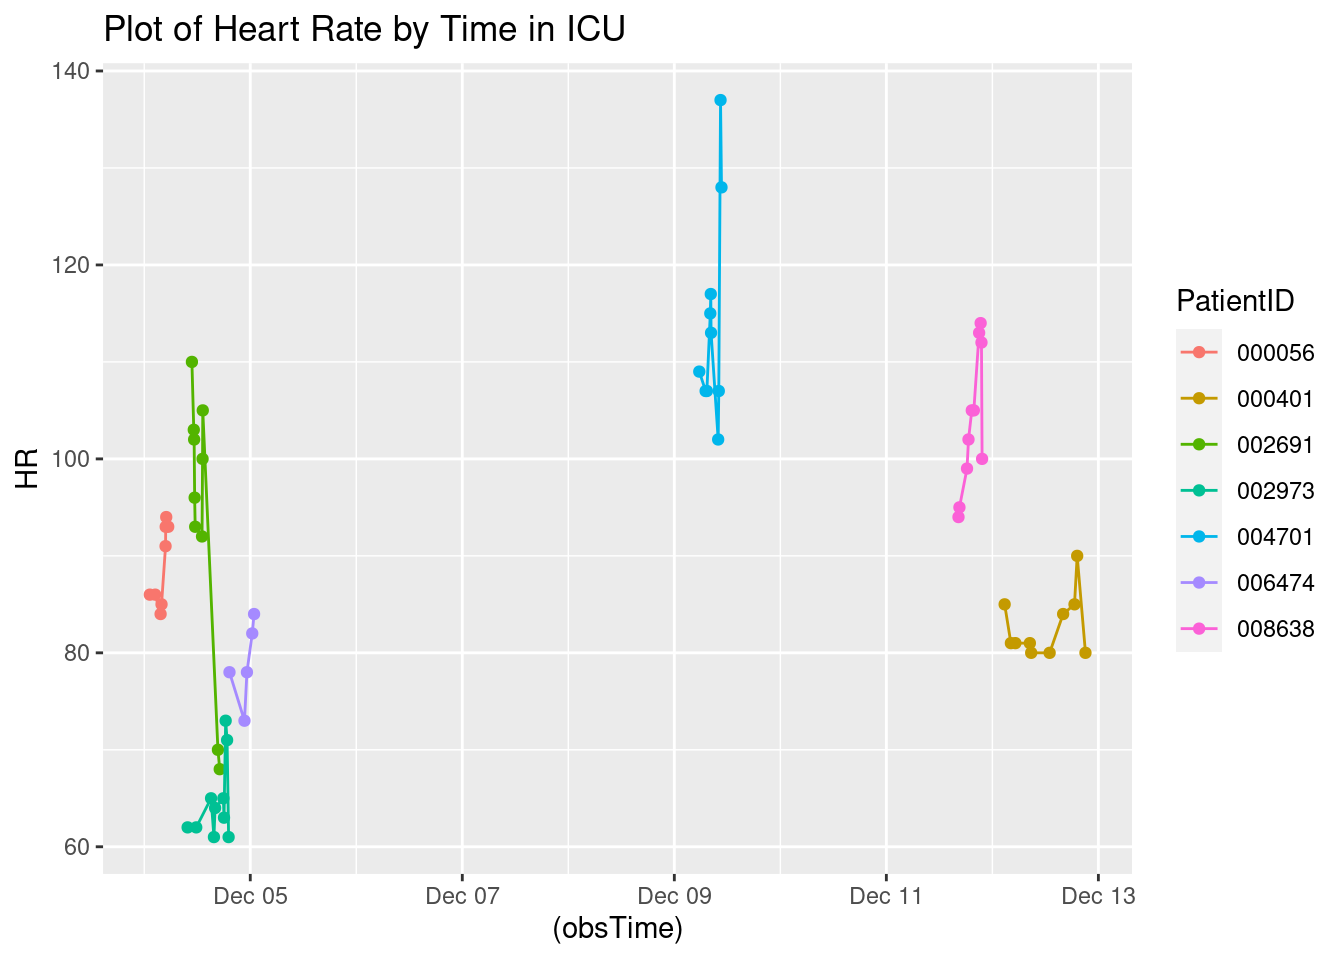 Plot of Heart Rate by Time in ICU
140
120
100
80
60
HR
Dec 05
Dec 07
Dec 09
Dec 11
Dec 13
(obsTime)
PatientID
000056
000401
002691
002973
004701
006474
008638